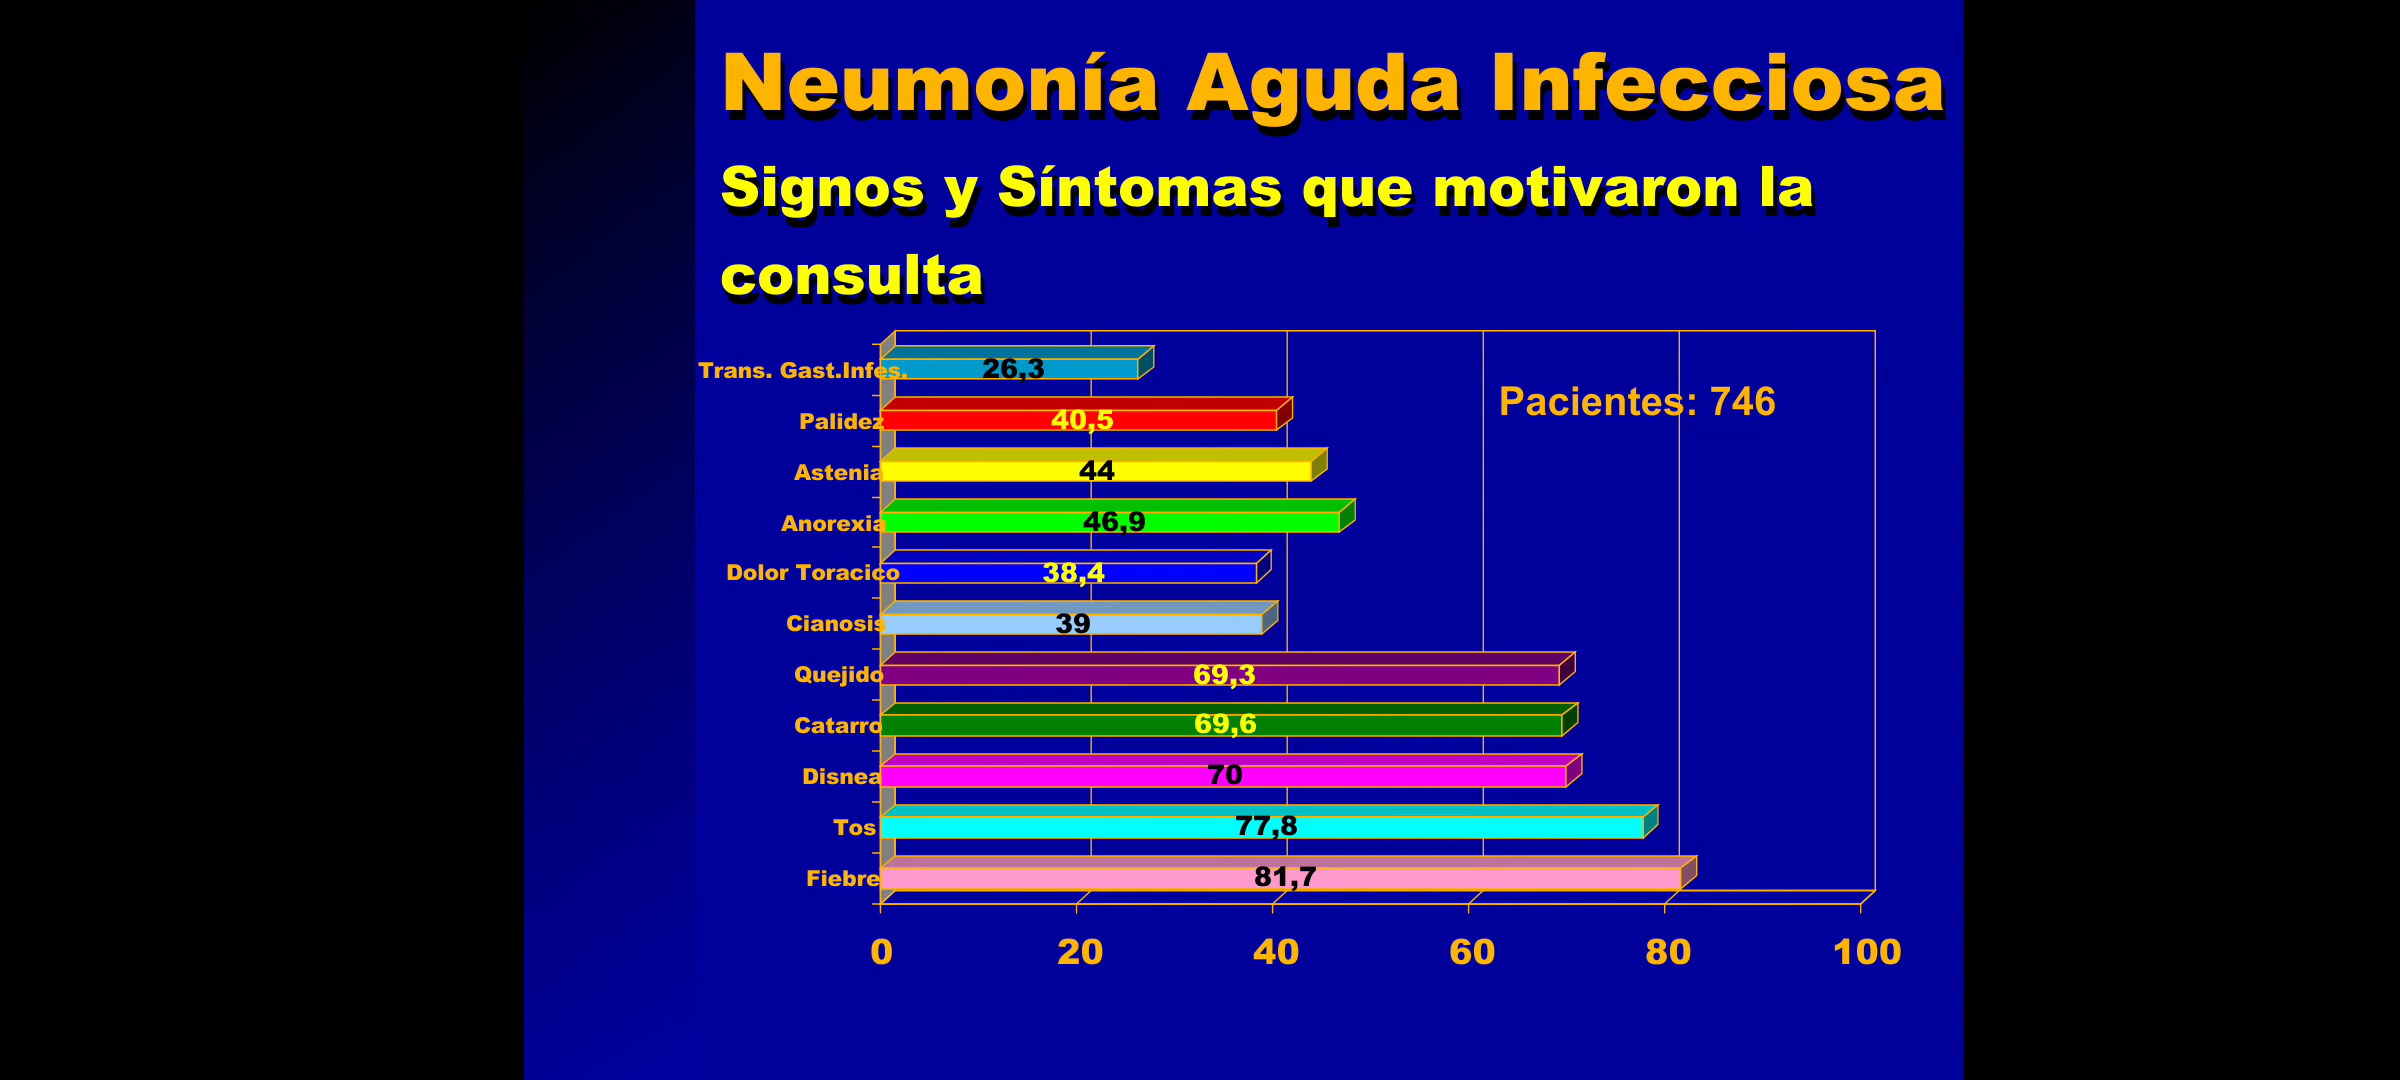 Neumonía Aguda Infecciosa
Signos y Síntomas que motivaron la
consulta
Trans. Gast.Infes. 26,3
Pacientes: 746
Palidez 40,5
Astenia 44
Anorexia 46,9
Dolor Toracico 38,4
Cianosis 39
Quejido 69,3
Catarro 69,6
Disnea 70
Tos 77,8
Fiebre 81,7
0 20 40 60 80 100